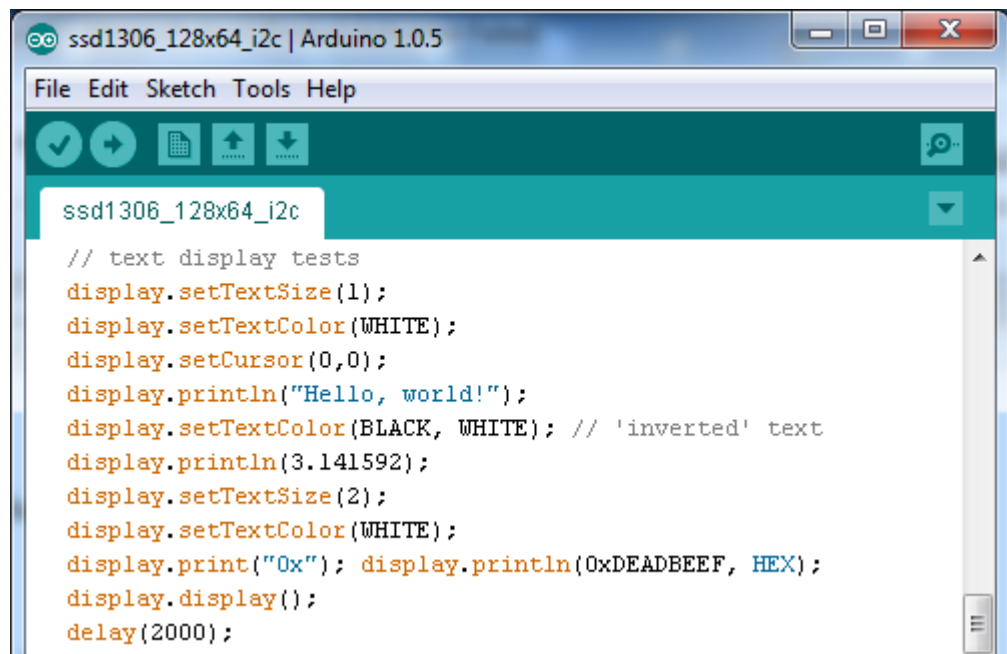 ssd1306_128x64_i2c | Arduino 1.0.5
File Edit Sketch Tools Help
ssd1306_128x64_i2c
// text display tests
display.setTextSize(1);
display.setTextColor(WHITE);
display.setCursor(0,0);
display.println("Hello, world!");
display.setTextColor(BLACK, WHITE); // 'inverted' text
display.println(3.141592);
display.setTextSize(2);
display.setTextColor(WHITE);
display.print("0x"); display.println(0xDEADBEEF, HEX);
display.display();
delay(2000);